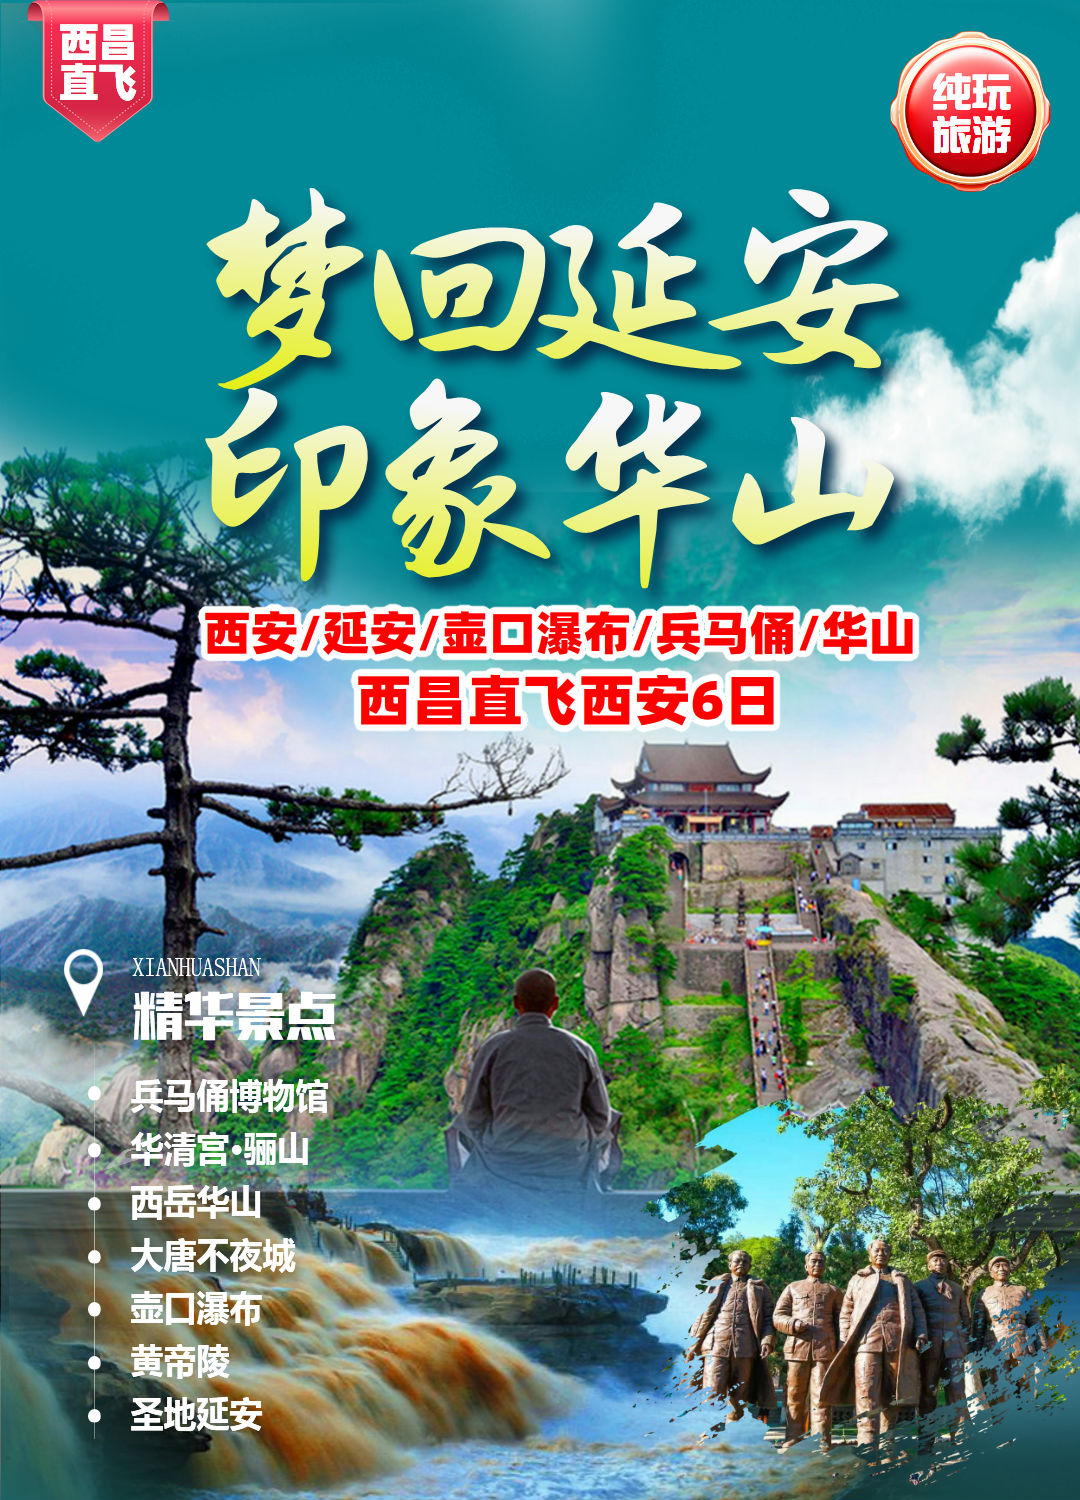 西昌
直飞
纯玩
旅游
梦回延安
印象华山
西安/延安/壶口瀑布/兵马俑/华山
西昌直飞西安6日
XIANHUASHAN
精华景点
兵马俑博物馆
华清宫·骊山
西岳华山
大唐不夜城
壶口瀑布
黄帝陵
圣地延安